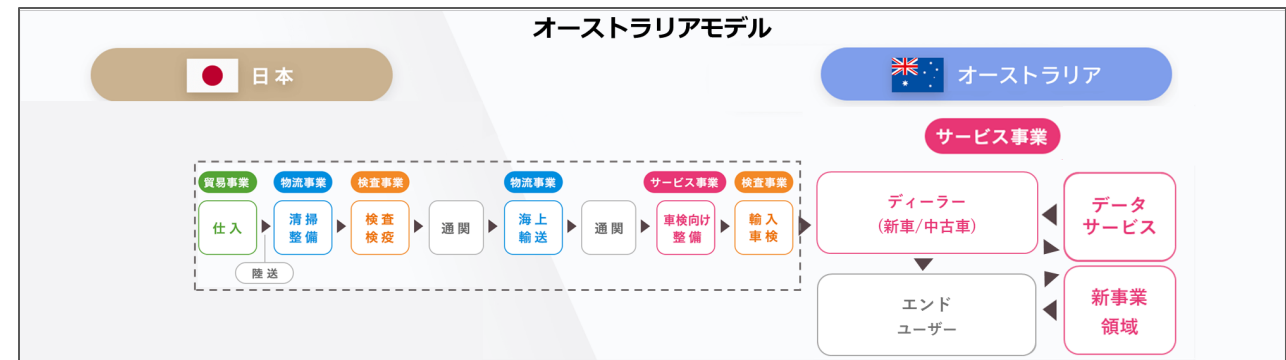 オーストラリアモデル
日本
オーストラリア
サービス事業
貿易事業
物流事業
検査事業
物流事業
サービス事業
検査事業
仕入
清掃
整備
検査
検疫
通関
海上
輸送
通関
車検向け
整備
輸入
車検
陸送
ディーラー
(新車/中古車)
データ
サービス
エンド
ユーザー
新事業
領域